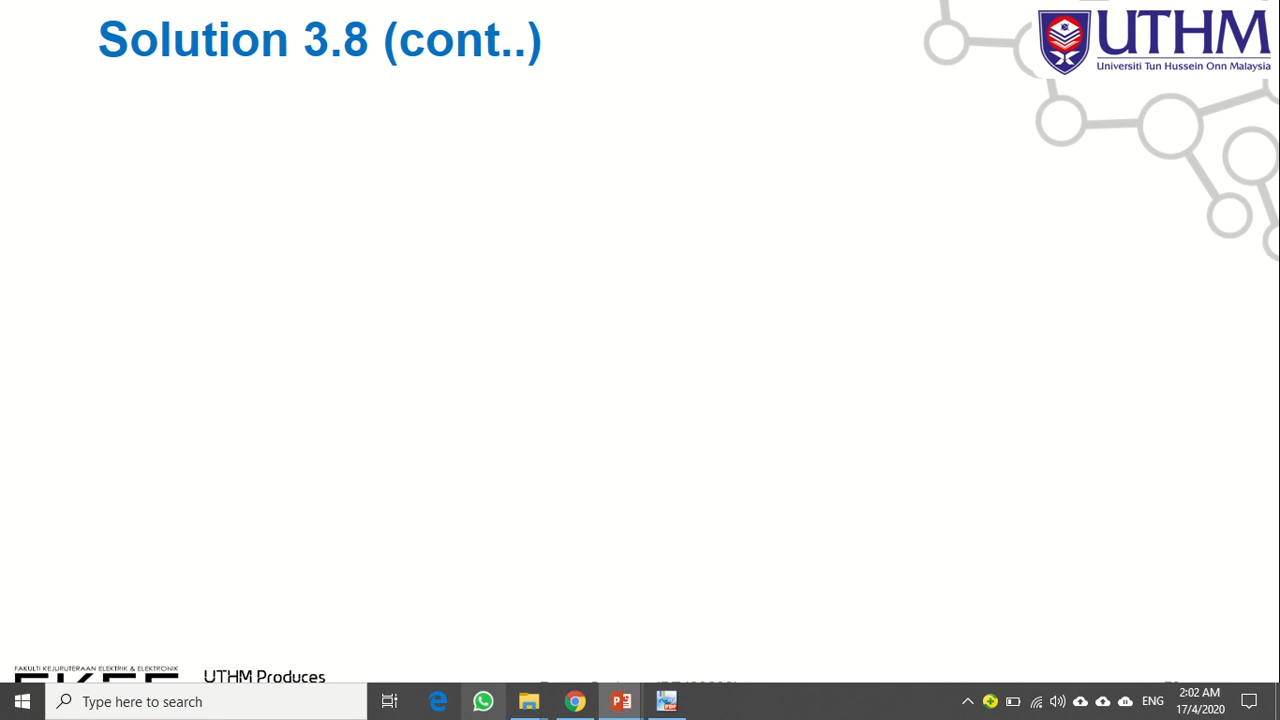 Solution 3.8 (cont..)
UTHM
Universiti Tun Hussein Onn Malaysia
FAKULTI KEJURUTERAAN ELEKTRIK & ELEKTRONIK
UTHM Produces
Type here to search
ENG
2:02 AM
17/4/2020